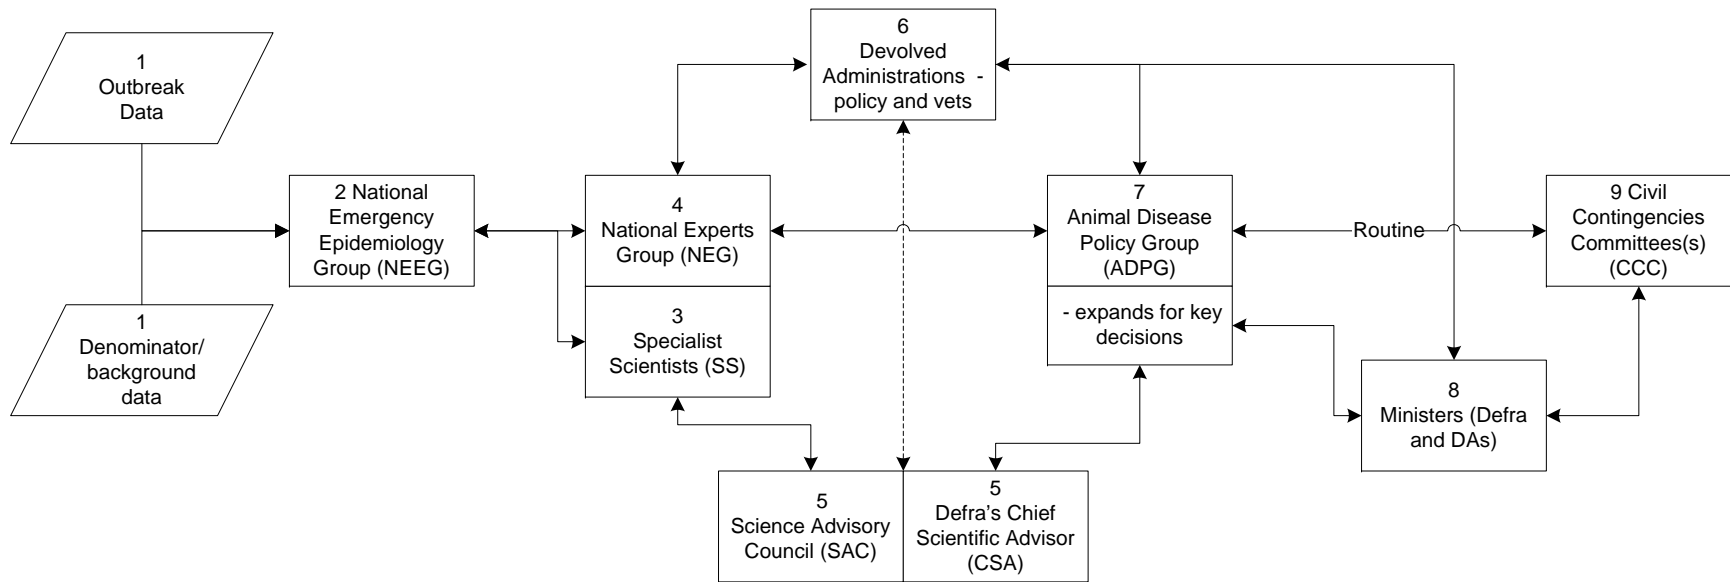 1
Outbreak
Data
1
Denominator/
background
data
2 National
Emergency
Epidemiology
Group (NEEG)
4
National Experts
Group (NEG)
3
Specialist
Scientists (SS)
5
Science Advisory
Council (SAC)
5
Defra’s Chief
Scientific Advisor
(CSA)
6
Devolved
Administrations  -
policy and vets
7
Animal Disease
Policy Group
(ADPG)
- expands for key
decisions
Routine
8
Ministers (Defra
and DAs)
9 Civil
Contingencies
Committees(s)
(CCC)